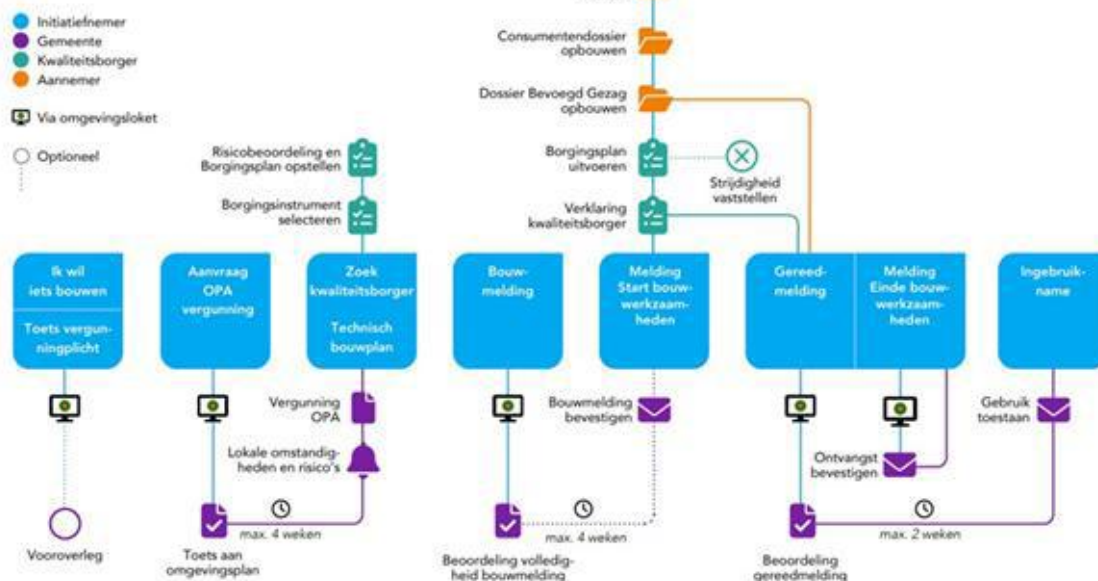 Initiatiefnemer
Gemeente
Kwaliteitsborger
Aannemer
Via omgevingsloket
Optioneel
Consumentendossier
opbouwen
Dossier Bevoegd Gezag
opbouwen
Risicobeoordeling en
Borgingsplan opstellen
Borgingsplan
uitvoeren
Strijdigheid
vaststellen
Borgingsinstrument
selecteren
Verklaring
kwaliteitsborger
Ik wil
iets bouwen
Toets vergun-
ningplicht
Aanvraag
OPA
vergunning
Zoek
kwaliteitsborger
Technisch
bouwplan
Bouw-
melding
Melding
Start bouw-
werkzaam-
heden
Gereed-
melding
Melding
Einde bouw-
werkzaam-
heden
Ingebruik-
name
Vergunning
OPA
Lokale omstandig-
heden en risico's
Bouwmelding
bevestigen
Ontvangst
bevestigen
Gebruik
toestaan
Vooroverleg
Toets aan
omgevingsplan
max. 4 weken
Beoordeling volledig-
heid bouwmelding
max. 4 weken
Beoordeling
gereedmelding
max. 2 weken